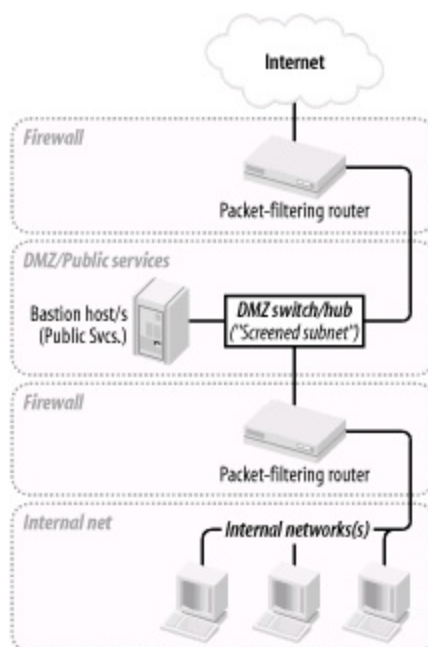 Internet
Firewall
Packet-filtering router
DMZ/Public services
Bastion host/s
(Public Svcs.)
DMZ switch/hub
("Screened subnet")
Firewall
Packet-filtering router
Internal net
Internal networks(s)